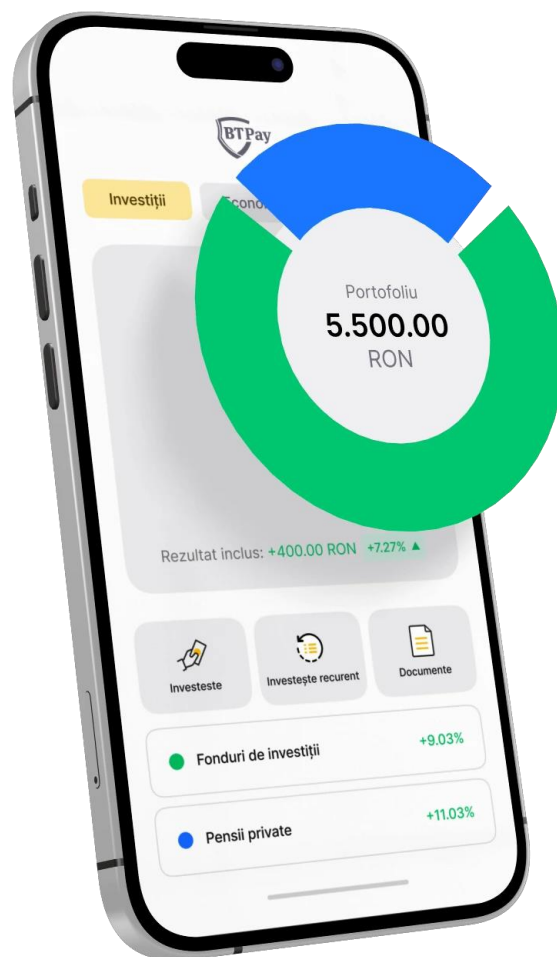 BTPay
Investiții
Portofoliu
5.500.00
RON
Rezultat inclus: +400.00 RON +7.27% ▲
Investeste
Investește recurent
Documente
Fonduri de investiții +9.03%
Pensii private +11.03%